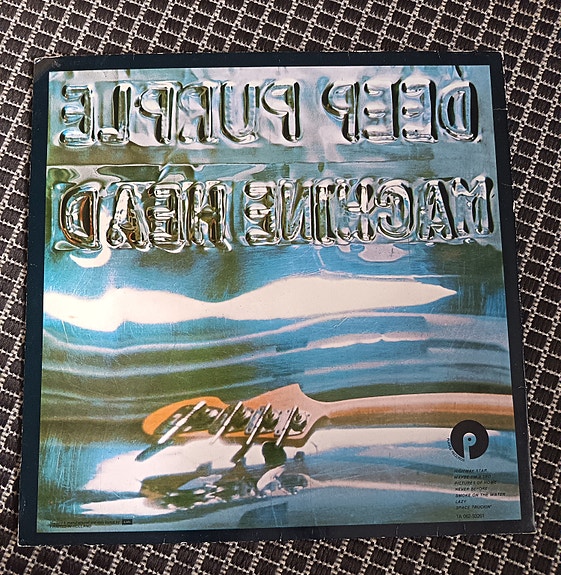 DEEP PURPLE
MACHINE HEAD
HIGHWAY STAR
MAYBE I'M A LEO
PICTURES OF HOME
NEVER BEFORE
SMOKE ON THE WATER
LAZY
SPACE TRUCKIN'